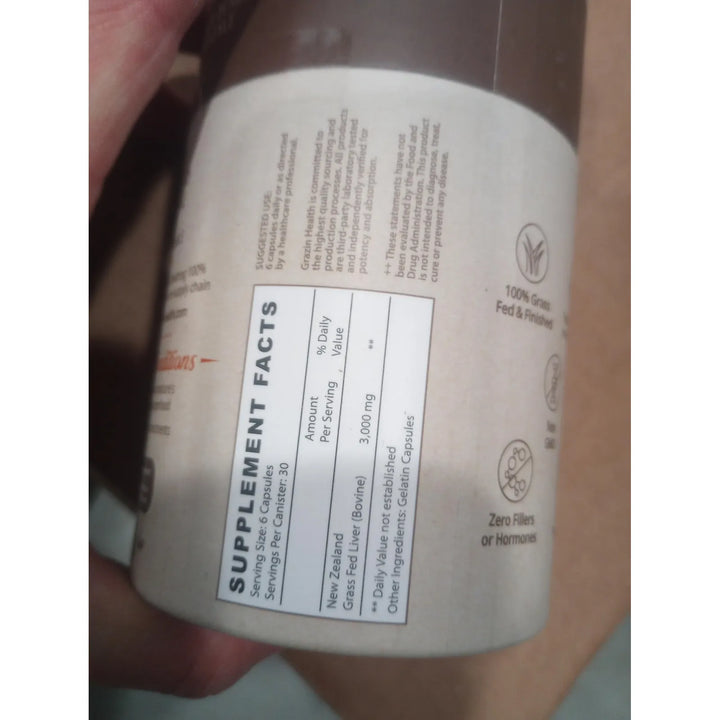 SUPPLEMENT FACTS
Serving Size: 6 Capsules
Servings Per Canister: 30
Amount
Per Serving
% Daily
Value
New Zealand
Grass Fed Liver (Bovine)
3,000 mg
**
** Daily Value not established
Other Ingredients: Gelatin Capsules
SUGGESTED USE:
6 capsules daily or as directed
by a healthcare professional.
Grazin Health is committed to
the highest quality sourcing and
production processes. All products
are third-party laboratory tested
and independently verified for
potency and absorption.
++ These statements have not
been evaluated by the Food and
Drug Administration. This product
is not intended to diagnose, treat,
cure or prevent any disease.
100% Grass
Fed & Finished
Zero Fillers
or Hormones
100%
chain